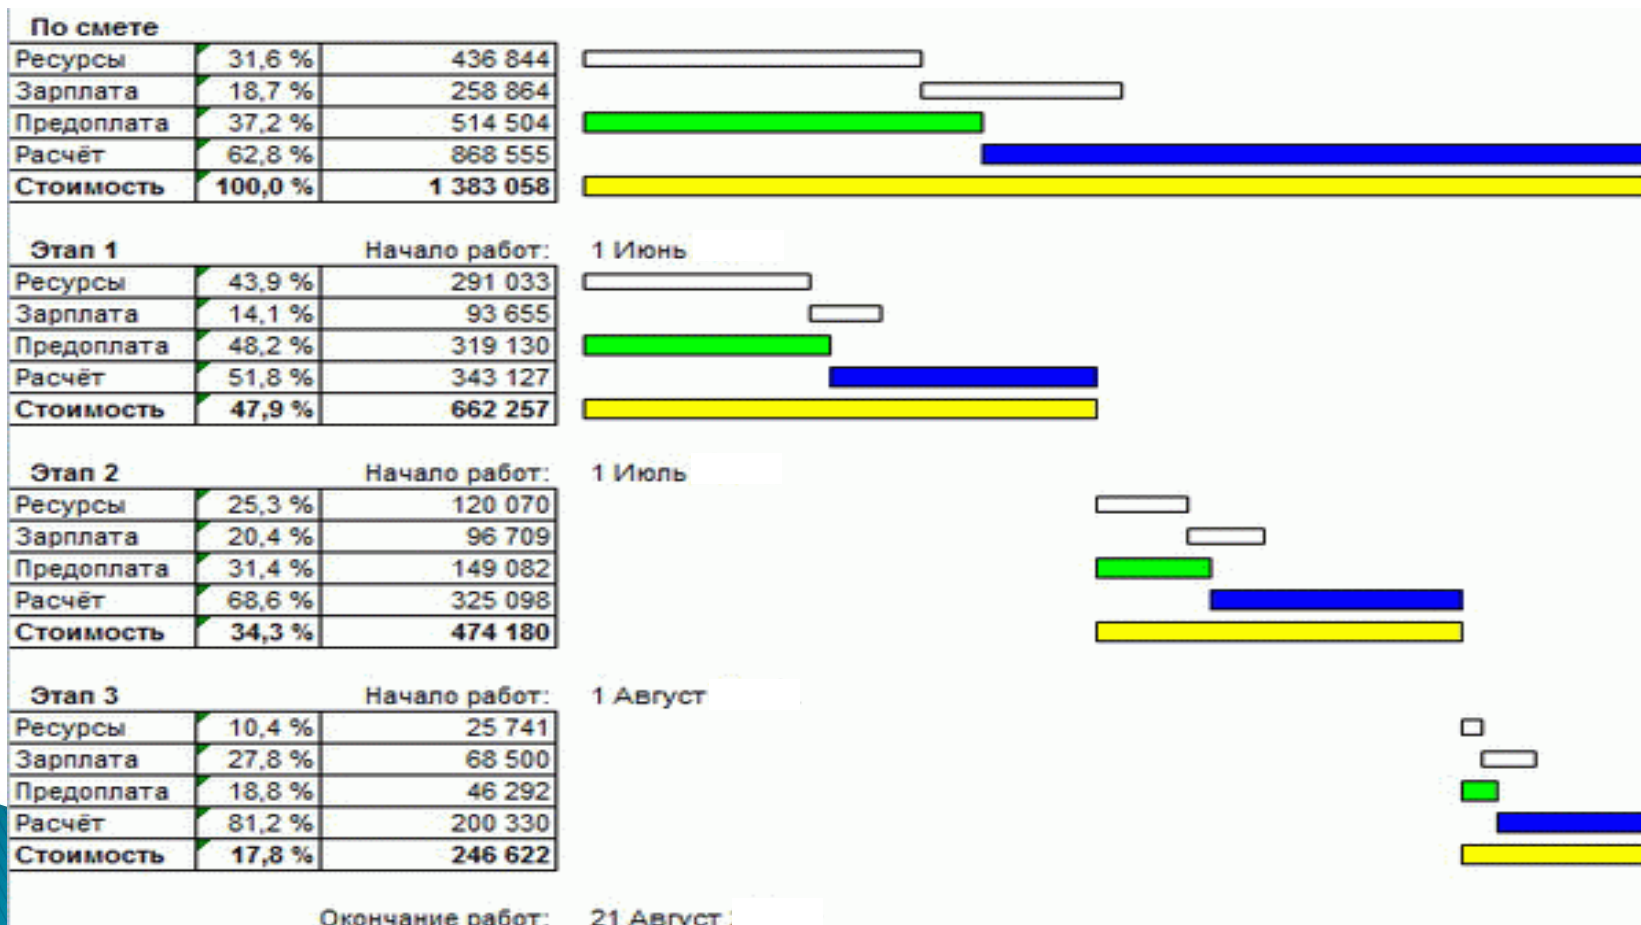 По смете
Ресурсы 31,6 % 436 844
Зарплата 18,7 % 258 864
Предоплата 37,2 % 514 504
Расчёт 62,8 % 868 555
Стоимость 100,0 % 1 383 058
Этап 1 Начало работ: 1 Июнь
Ресурсы 43,9 % 291 033
Зарплата 14,1 % 93 655
Предоплата 48,2 % 319 130
Расчёт 51,8 % 343 127
Стоимость 47,9 % 662 257
Этап 2 Начало работ: 1 Июль
Ресурсы 25,3 % 120 070
Зарплата 20,4 % 96 709
Предоплата 31,4 % 149 082
Расчёт 68,6 % 325 098
Стоимость 34,3 % 474 180
Этап 3 Начало работ: 1 Август
Ресурсы 10,4 % 25 741
Зарплата 27,8 % 68 500
Предоплата 18,8 % 46 292
Расчёт 81,2 % 200 330
Стоимость 17,8 % 246 622
Окончание работ: 21 Август